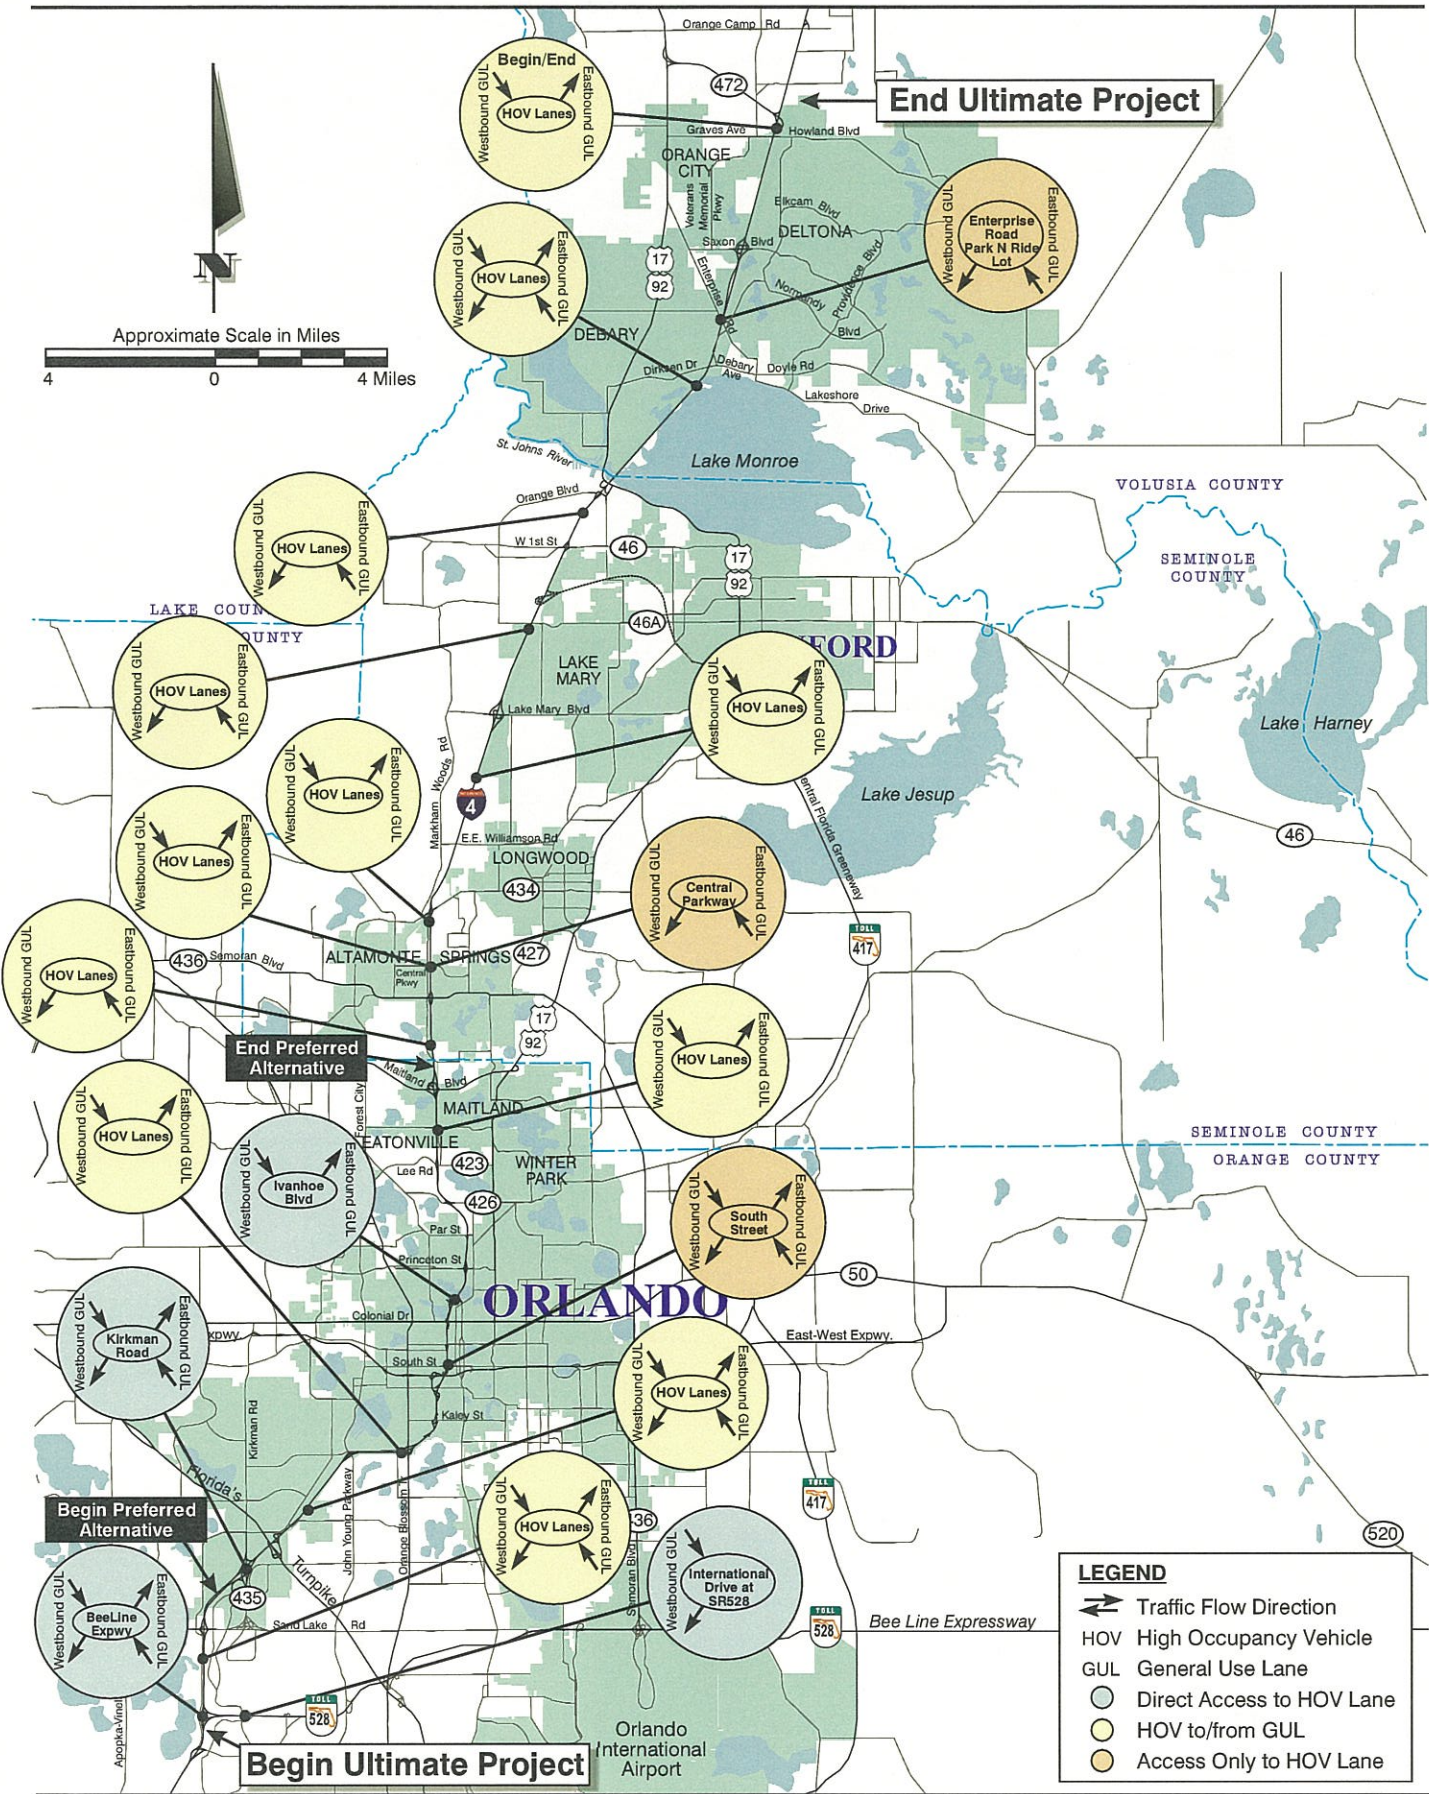 Orange Camp Rd
472
End Ultimate Project
Begin/End
Westbound GUL
HOV Lanes
Eastbound GUL
Graves Ave
Howland Blvd
ORANGE
CITY
Veterans
Memorial
Pkwy
Elkcam Blvd
DELTONA
Saxon Blvd
Enterprise Rd
Providence Blvd
Normandy
Blvd
Westbound GUL
Enterprise
Road
Park N Ride
Lot
Eastbound GUL
17
92
Westbound GUL
HOV Lanes
Eastbound GUL
N
Approximate Scale in Miles
4 0 4 Miles
DEBARY
Dirksen Dr
Debary
Ave
Doyle Rd
Lakeshore
Drive
St. Johns River
Lake Monroe
Orange Blvd
VOLUSIA COUNTY
SEMINOLE
COUNTY
Westbound GUL
HOV Lanes
Eastbound GUL
W 1st St
46
17
92
LAKE COUN
OUNTY
46A
FORD
Westbound GUL
HOV Lanes
Eastbound GUL
LAKE
MARY
Lake Mary Blvd
Westbound GUL
HOV Lanes
Eastbound GUL
Lake Harney
Markham Woods Rd
4
Westbound GUL
HOV Lanes
Eastbound GUL
Lake Jesup
entral Florida Greeneway
46
E.E. Williamson Rd
LONGWOOD
434
Westbound GUL
HOV Lanes
Eastbound GUL
Westbound GUL
Central
Parkway
Eastbound GUL
TOLL
417
436
Semoran Blvd
ALTAMONTE SPRINGS
427
Central
Pkwy
Westbound GUL
HOV Lanes
Eastbound GUL
17
92
End Preferred
Alternative
Maitland Blvd
Westbound GUL
HOV Lanes
Eastbound GUL
MAITLAND
Forest City
EATONVILLE
Westbound GUL
HOV Lanes
Eastbound GUL
SEMINOLE COUNTY
ORANGE COUNTY
Lee Rd
423
WINTER
PARK
426
Westbound GUL
Ivanhoe
Blvd
Eastbound GUL
Westbound GUL
South
Street
Eastbound GUL
Par St
Princeton St
50
ORLANDO
Colonial Dr
xpwy.
East-West Expwy.
Westbound GUL
Kirkman
Road
Eastbound GUL
South St
Westbound GUL
HOV Lanes
Eastbound GUL
Kaley St
Kirkman Rd
Florida's
Turnpike
John Young Parkway
Orange Blossom
Begin Preferred
Alternative
Westbound GUL
HOV Lanes
Eastbound GUL
36
Semoran Blvd
TOLL
417
520
435
Sand Lake Rd
Westbound GUL
BeeLine
Expwy
Eastbound GUL
Westbound GUL
International
Drive at
SR528
TOLL
528
Bee Line Expressway
TOLL
528
Apopka-Vinel
Begin Ultimate Project
Orlando
International
Airport
LEGEND
Traffic Flow Direction
HOV High Occupancy Vehicle
GUL General Use Lane
Direct Access to HOV Lane
HOV to/from GUL
Access Only to HOV Lane